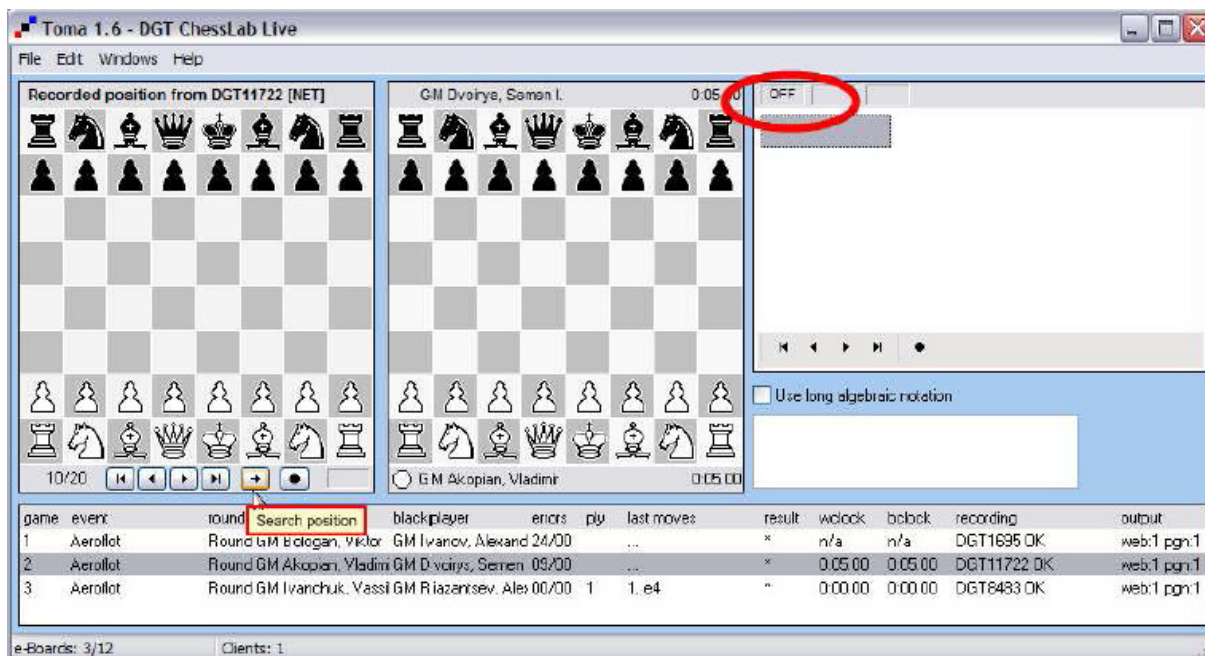 Toma 1.6 - DGT ChessLab Live
File Edit Windows Help
Recorded position from DGT11722 [NET]
GM Dvoirys, Semen I. 0:05:00
OFF
Use long algebraic notation
10/20
GM Akopian, Vladimir 0:05:00
Search position
game event round blackplayer errors ply last moves result wclock bclock recording output
1 Aeroflot Round GM Bologan, Viktor GM Ivanov, Alexand 24/00 ... * n/a n/a DGT1695 OK web:1 pgn:1
2 Aeroflot Round GM Akopian, Vladimi GM Dvoirys, Semen 09/00 ... * 0:05:00 0:05:00 DGT11722 OK web:1 pgn:1
3 Aeroflot Round GM Ivanchuk, Vassi GM Riazantsev, Alex 00/00 1 1. e4 * 0:00:00 0:00:00 DGT8483 OK web:1 pgn:1
e-Boards: 3/12 Clients: 1